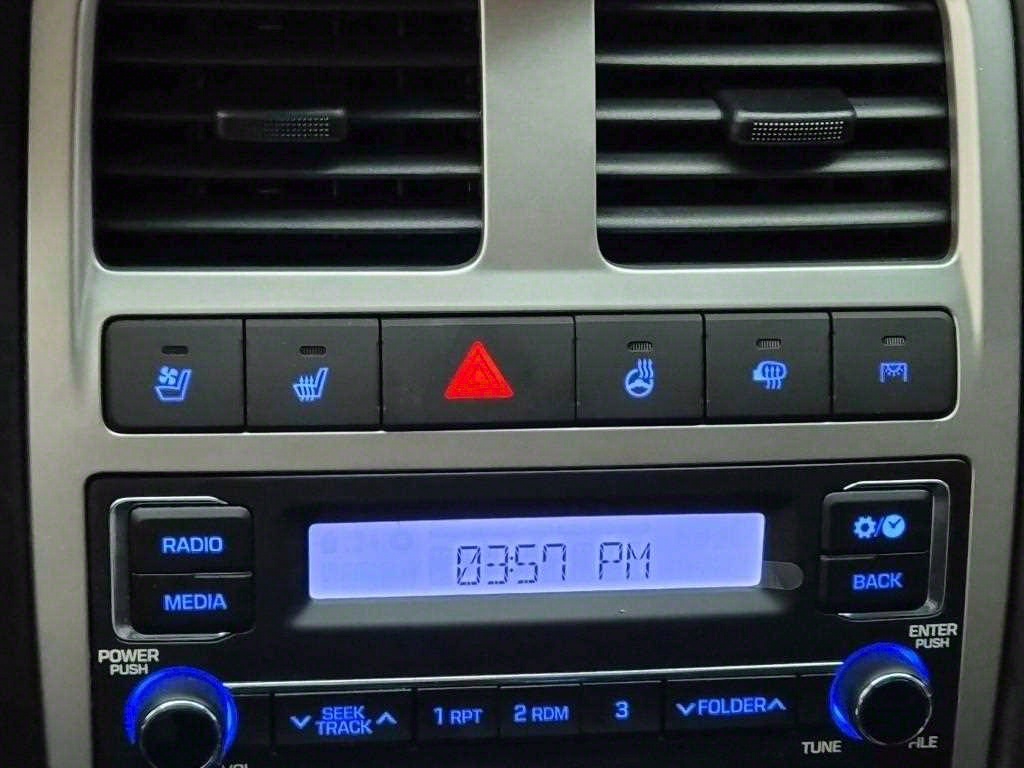 RADIO
03:57 PM
MEDIA
BACK
POWER
PUSH
ENTER
PUSH
SEEK
TRACK
1 RPT
2 RDM
3
FOLDER
TUNE
FILE
VOL